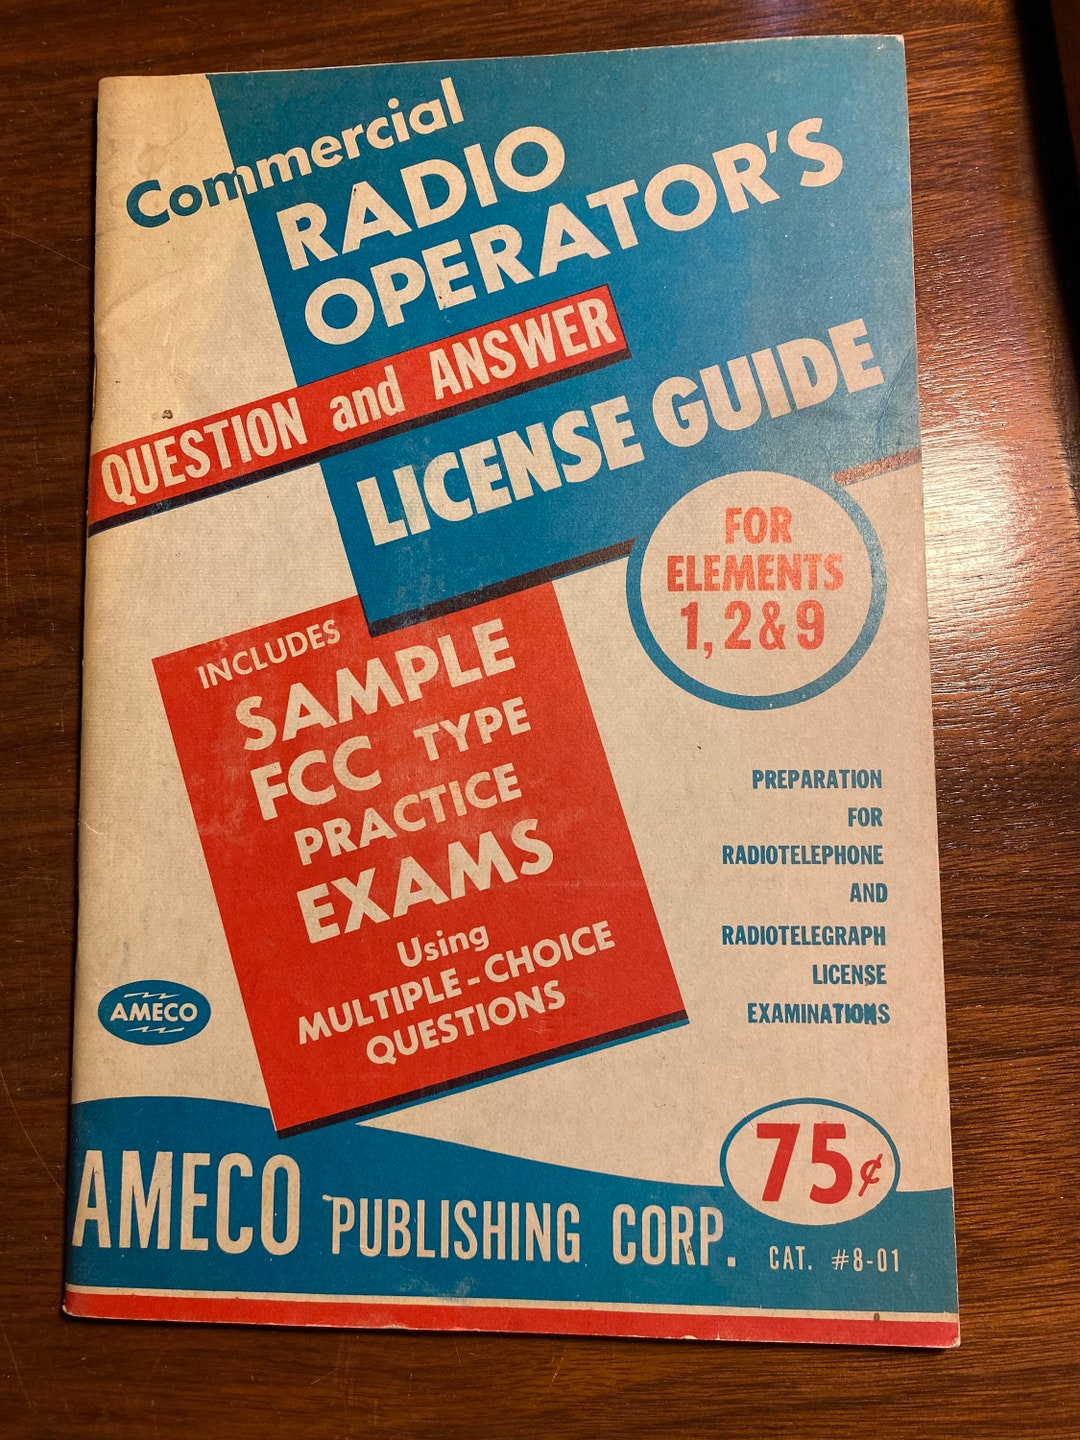 Commercial
RADIO
OPERATOR'S
QUESTION and ANSWER
LICENSE GUIDE
FOR
ELEMENTS
1, 2 & 9
INCLUDES
SAMPLE
FCC TYPE
PRACTICE
EXAMS
Using
MULTIPLE-CHOICE
QUESTIONS
PREPARATION
FOR
RADIOTELEPHONE
AND
RADIOTELEGRAPH
LICENSE
EXAMINATIONS
AMECO
75¢
AMECO PUBLISHING CORP. CAT. #8-01